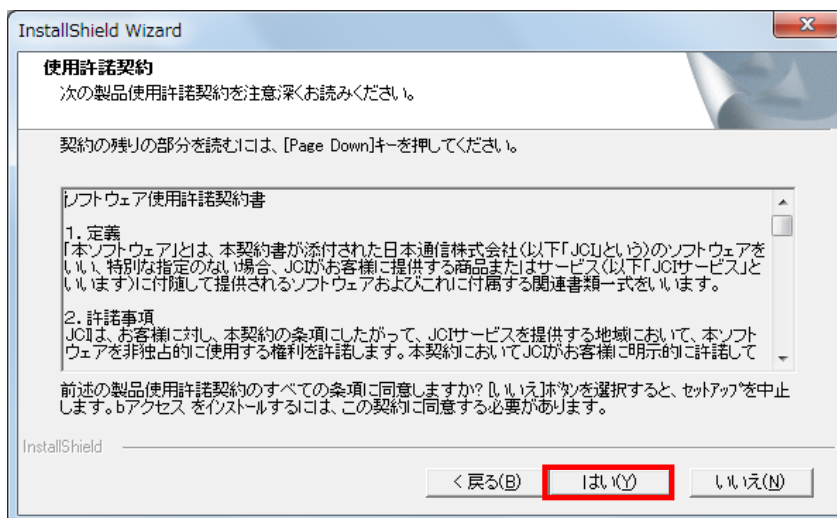 InstallShield Wizard
使用許諾契約
次の製品使用許諾契約を注意深くお読みください。
契約の残りの部分を読むには、[Page Down]キーを押してください。
ソフトウェア使用許諾契約書
1. 定義
「本ソフトウェア」とは、本契約書が添付された日本通信株式会社(以下「JCI」という)のソフトウェアを
いい、特別な指定のない場合、JCIがお客様に提供する商品またはサービス(以下「JCIサービス」と
いいます)に付随して提供されるソフトウェアおよびこれに付属する関連書類一式をいいます。
2. 許諾事項
JCIは、お客様に対し、本契約の条項にしたがって、JCIサービスを提供する地域において、本ソフト
ウェアを非独占的に使用する権利を許諾します。本契約においてJCIがお客様に明示的に許諾して
前述の製品使用許諾契約のすべての条項に同意しますか? [いいえ]ボタンを選択すると、セットアップを中止
します。bアクセス をインストールするには、この契約に同意する必要があります。
InstallShield
< 戻る(B)
はい(Y)
いいえ(N)